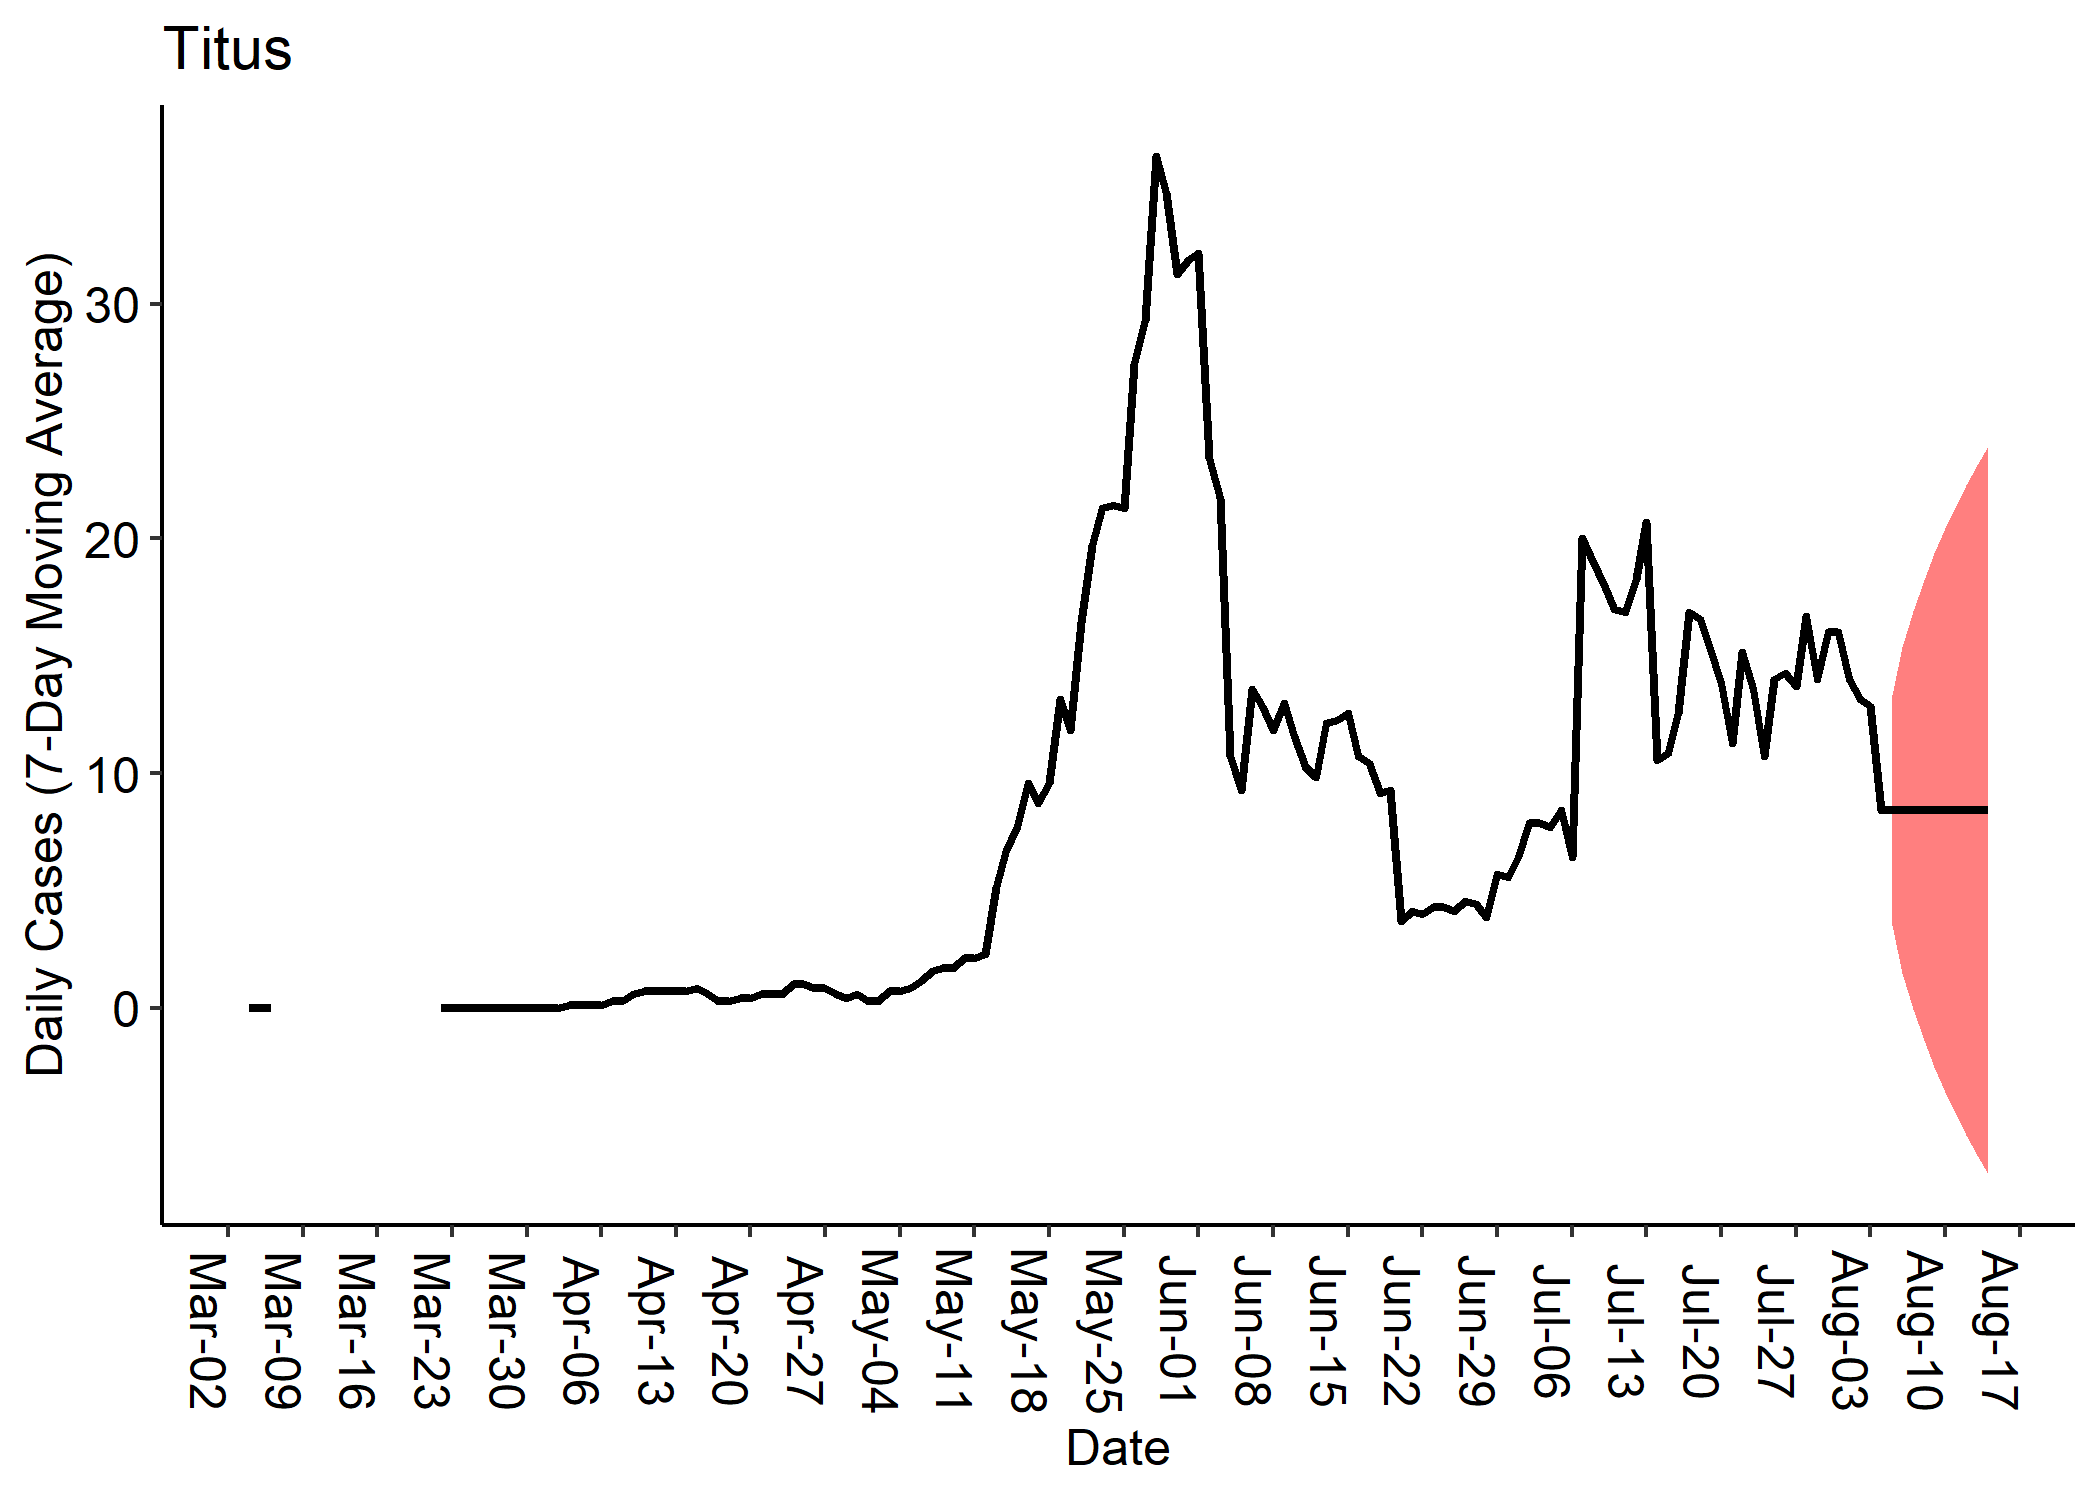 Titus
Daily Cases (7-Day Moving Average)
30
20
10
0
Mar-02
Mar-09
Mar-16
Mar-23
Mar-30
Apr-06
Apr-13
Apr-20
Apr-27
May-04
May-11
May-18
May-25
Jun-01
Jun-08
Jun-15
Jun-22
Jun-29
Jul-06
Jul-13
Jul-20
Jul-27
Aug-03
Aug-10
Aug-17
Date